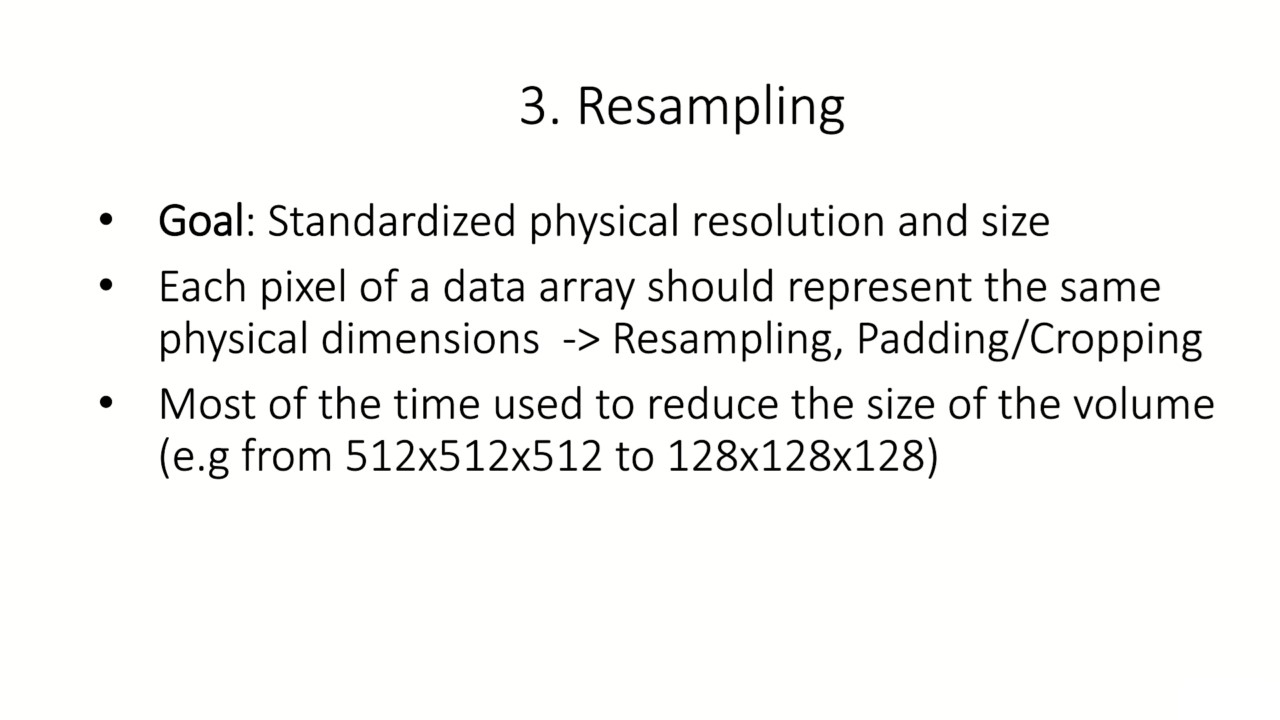 3. Resampling
• Goal: Standardized physical resolution and size
• Each pixel of a data array should represent the same
physical dimensions -> Resampling, Padding/Cropping
• Most of the time used to reduce the size of the volume
(e.g from 512x512x512 to 128x128x128)